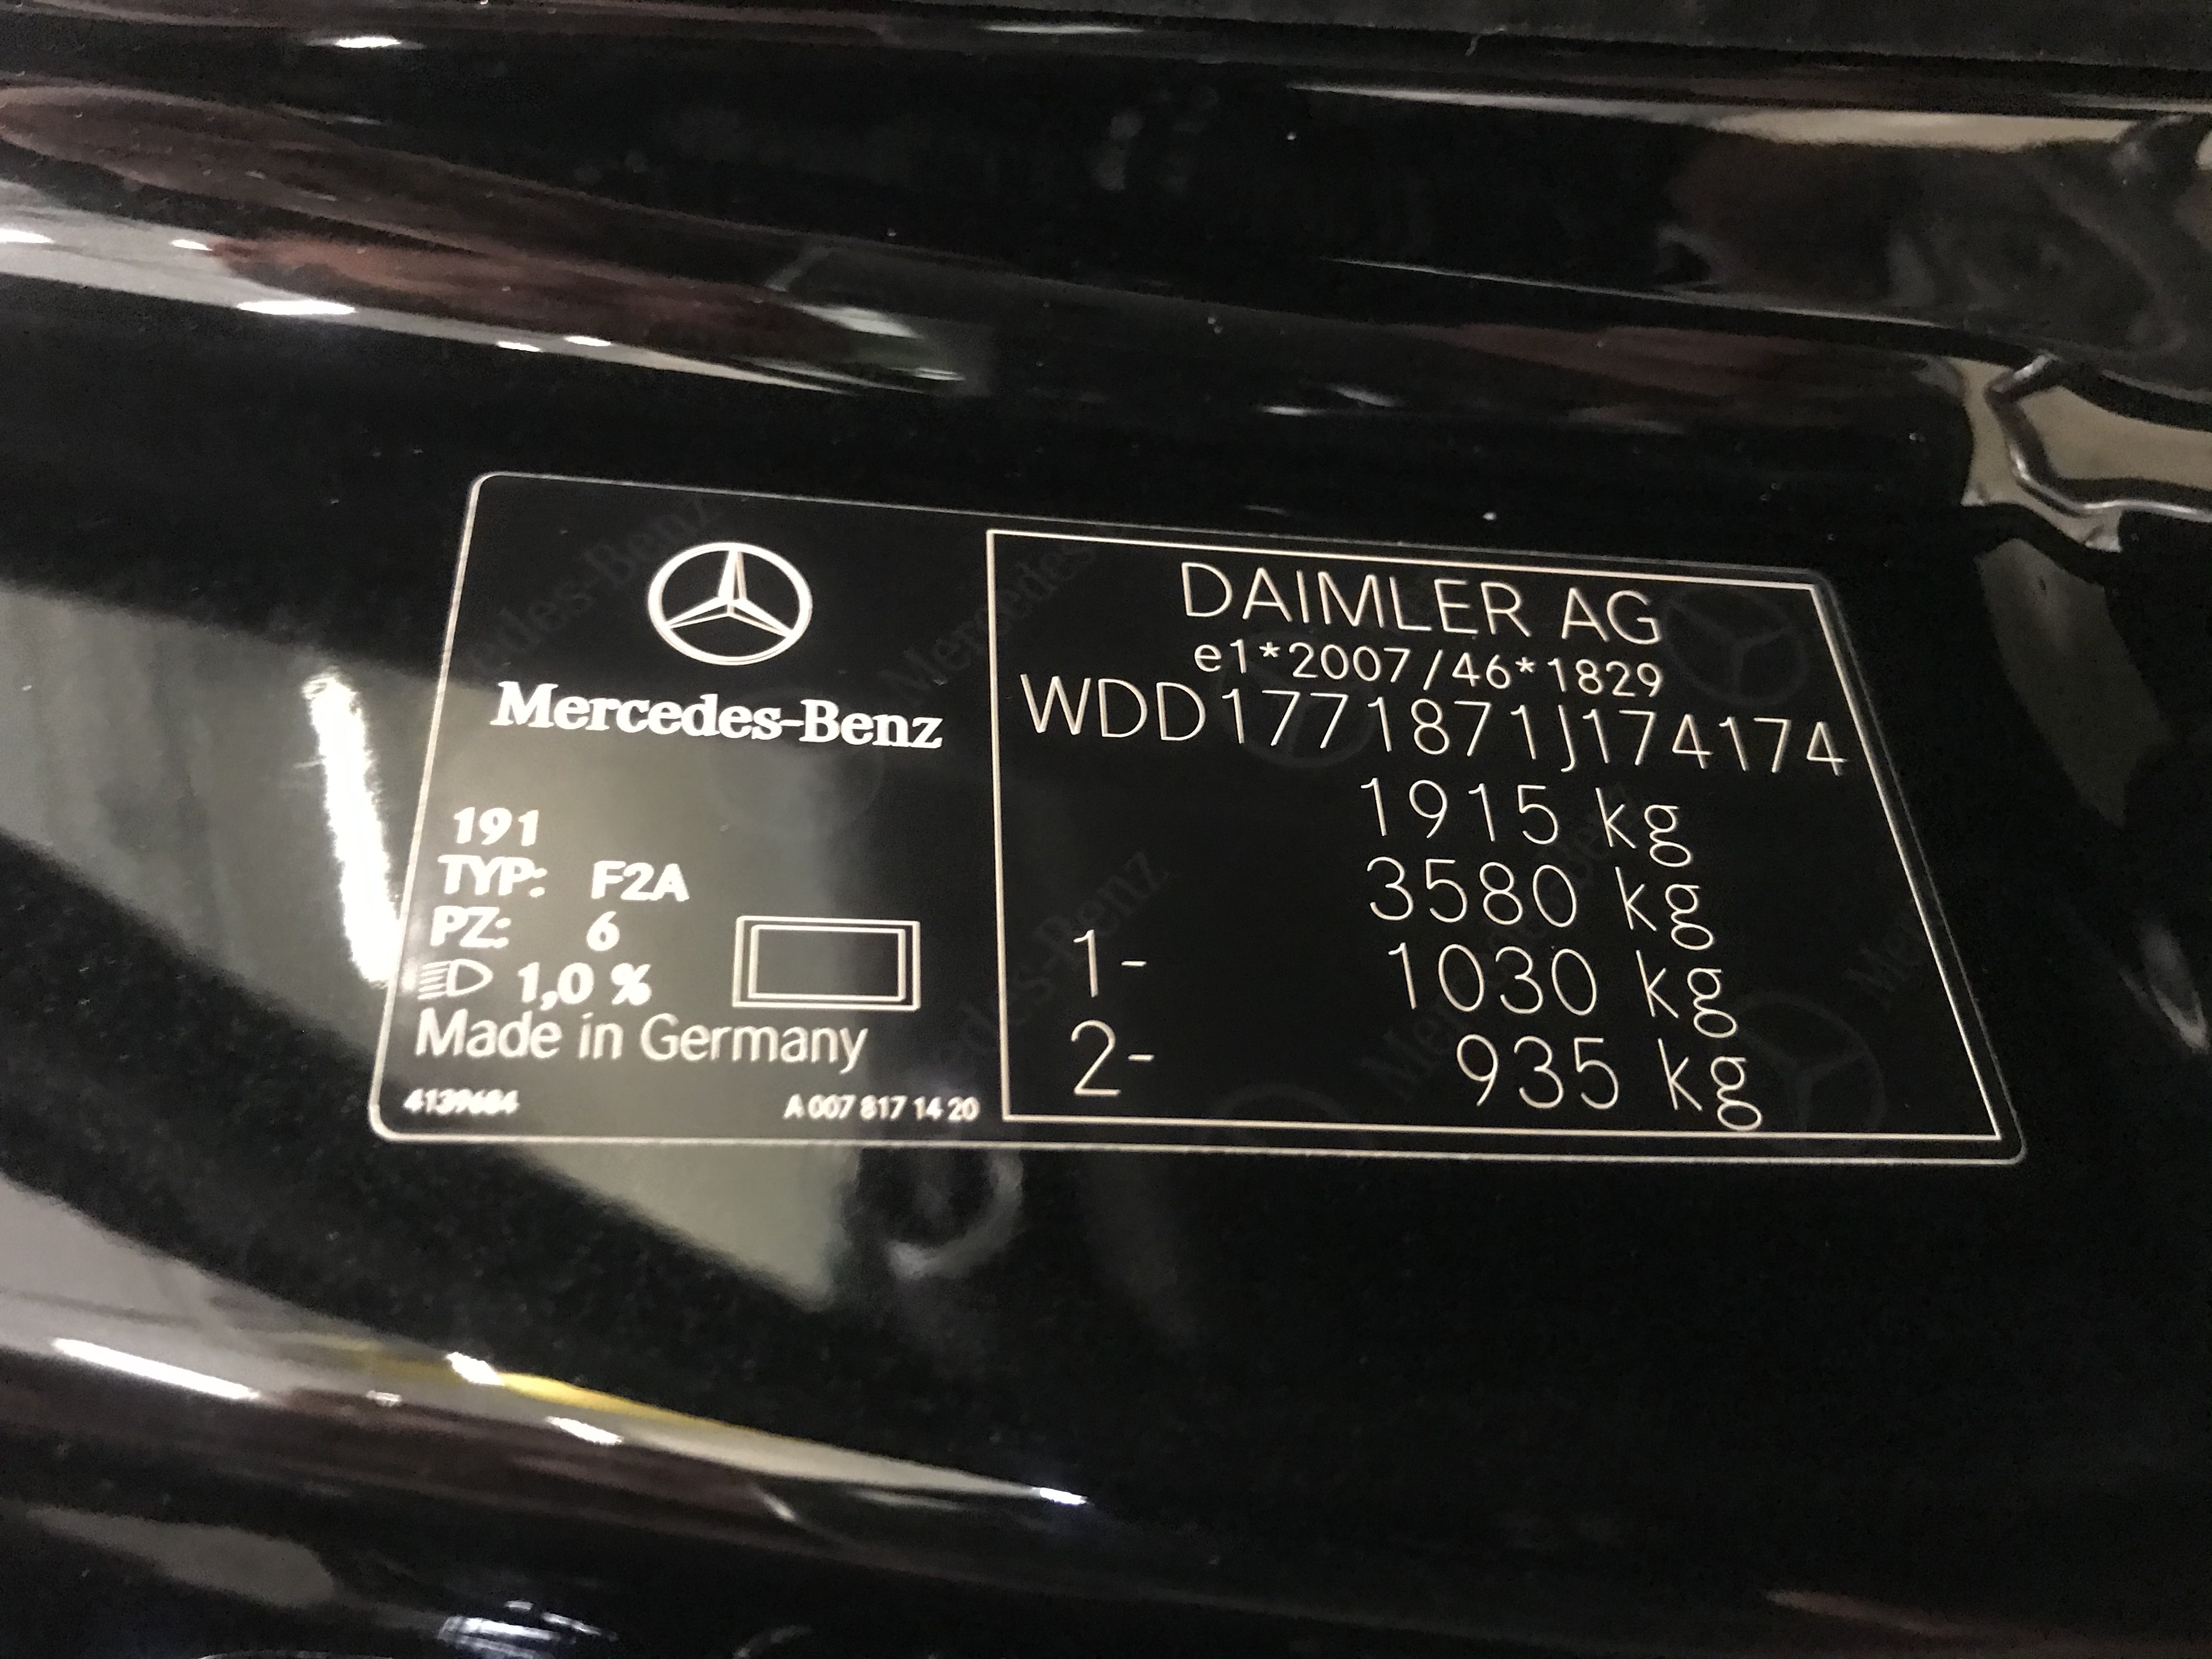 Mercedes-Benz
191
TYP: F2A
PZ: 6
1,0 %
Made in Germany
A 007 817 14 20
DAIMLER AG
e1*2007/46*1829
WDD1771871J174174
1915 kg
3580 kg
1- 1030 kg
2- 935 kg